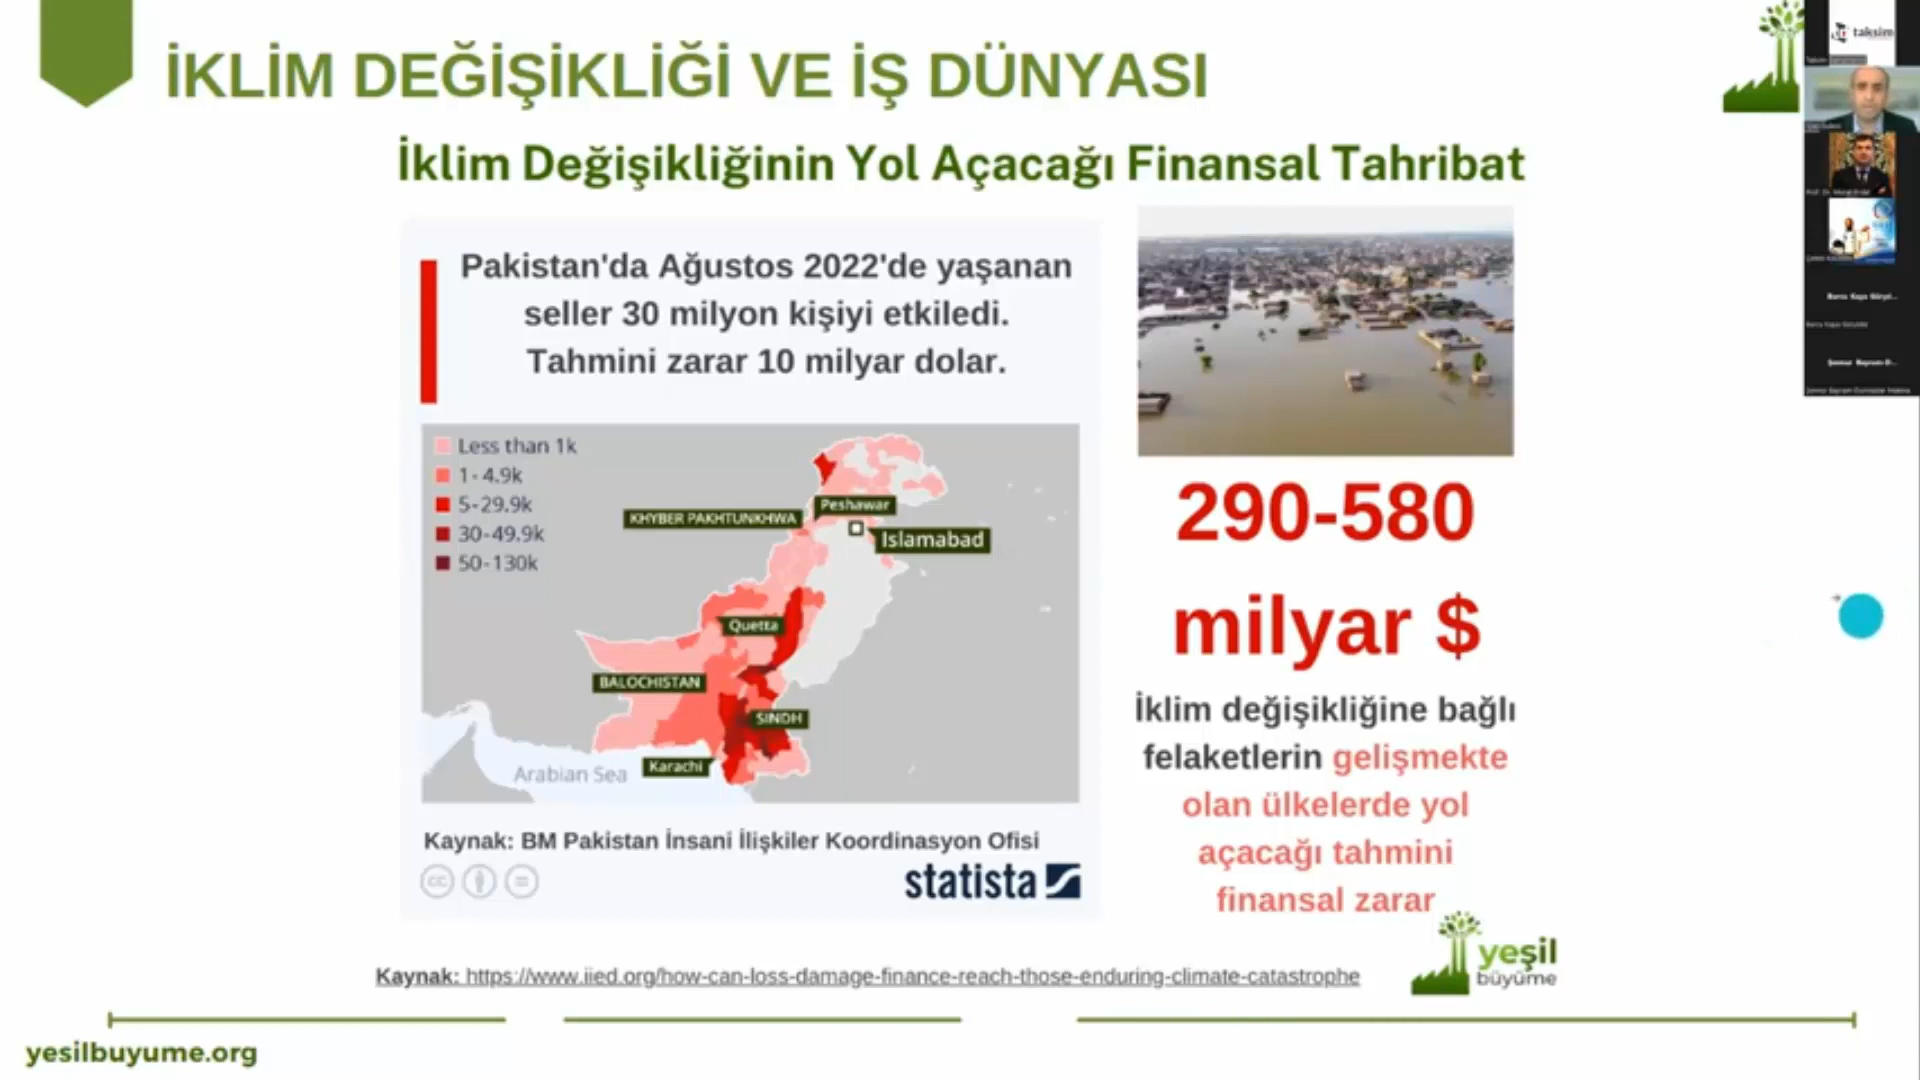 İKLİM DEĞİŞİKLİĞİ VE İŞ DÜNYASI
İklim Değişikliğinin Yol Açacağı Finansal Tahribat
Pakistan'da Ağustos 2022'de yaşanan
seller 30 milyon kişiyi etkiledi.
Tahmini zarar 10 milyar dolar.
Less than 1k
1-4.9k
5-29.9k
30-49.9k
50-130k
Peshawar
KHYBER PAKHTUNKHWA
Islamabad
Quetta
BALOCHISTAN
SINDH
Karachi
Arabian Sea
Kaynak: BM Pakistan İnsani İlişkiler Koordinasyon Ofisi
statista
290-580
milyar $
İklim değişikliğine bağlı
felaketlerin gelişmekte
olan ülkelerde yol
açacağı tahmini
finansal zarar
yeşil
büyüme
Kaynak: https://www.iied.org/how-can-loss-damage-finance-reach-those-enduring-climate-catastrophe
yesilbuyume.org
taksim